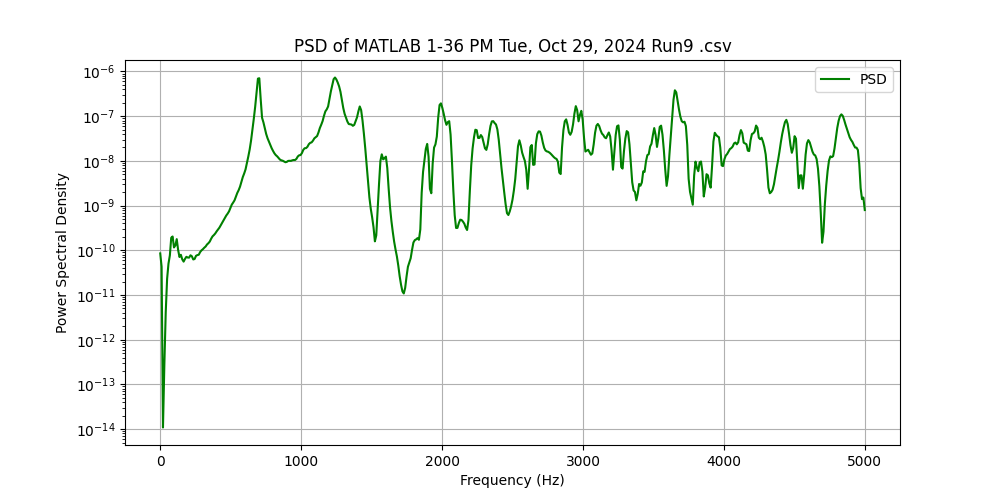 PSD of MATLAB 1-36 PM Tue, Oct 29, 2024 Run9 .csv
PSD
Power Spectral Density
10⁻⁶
10⁻⁷
10⁻⁸
10⁻⁹
10⁻¹⁰
10⁻¹¹
10⁻¹²
10⁻¹³
10⁻¹⁴
0 1000 2000 3000 4000 5000
Frequency (Hz)